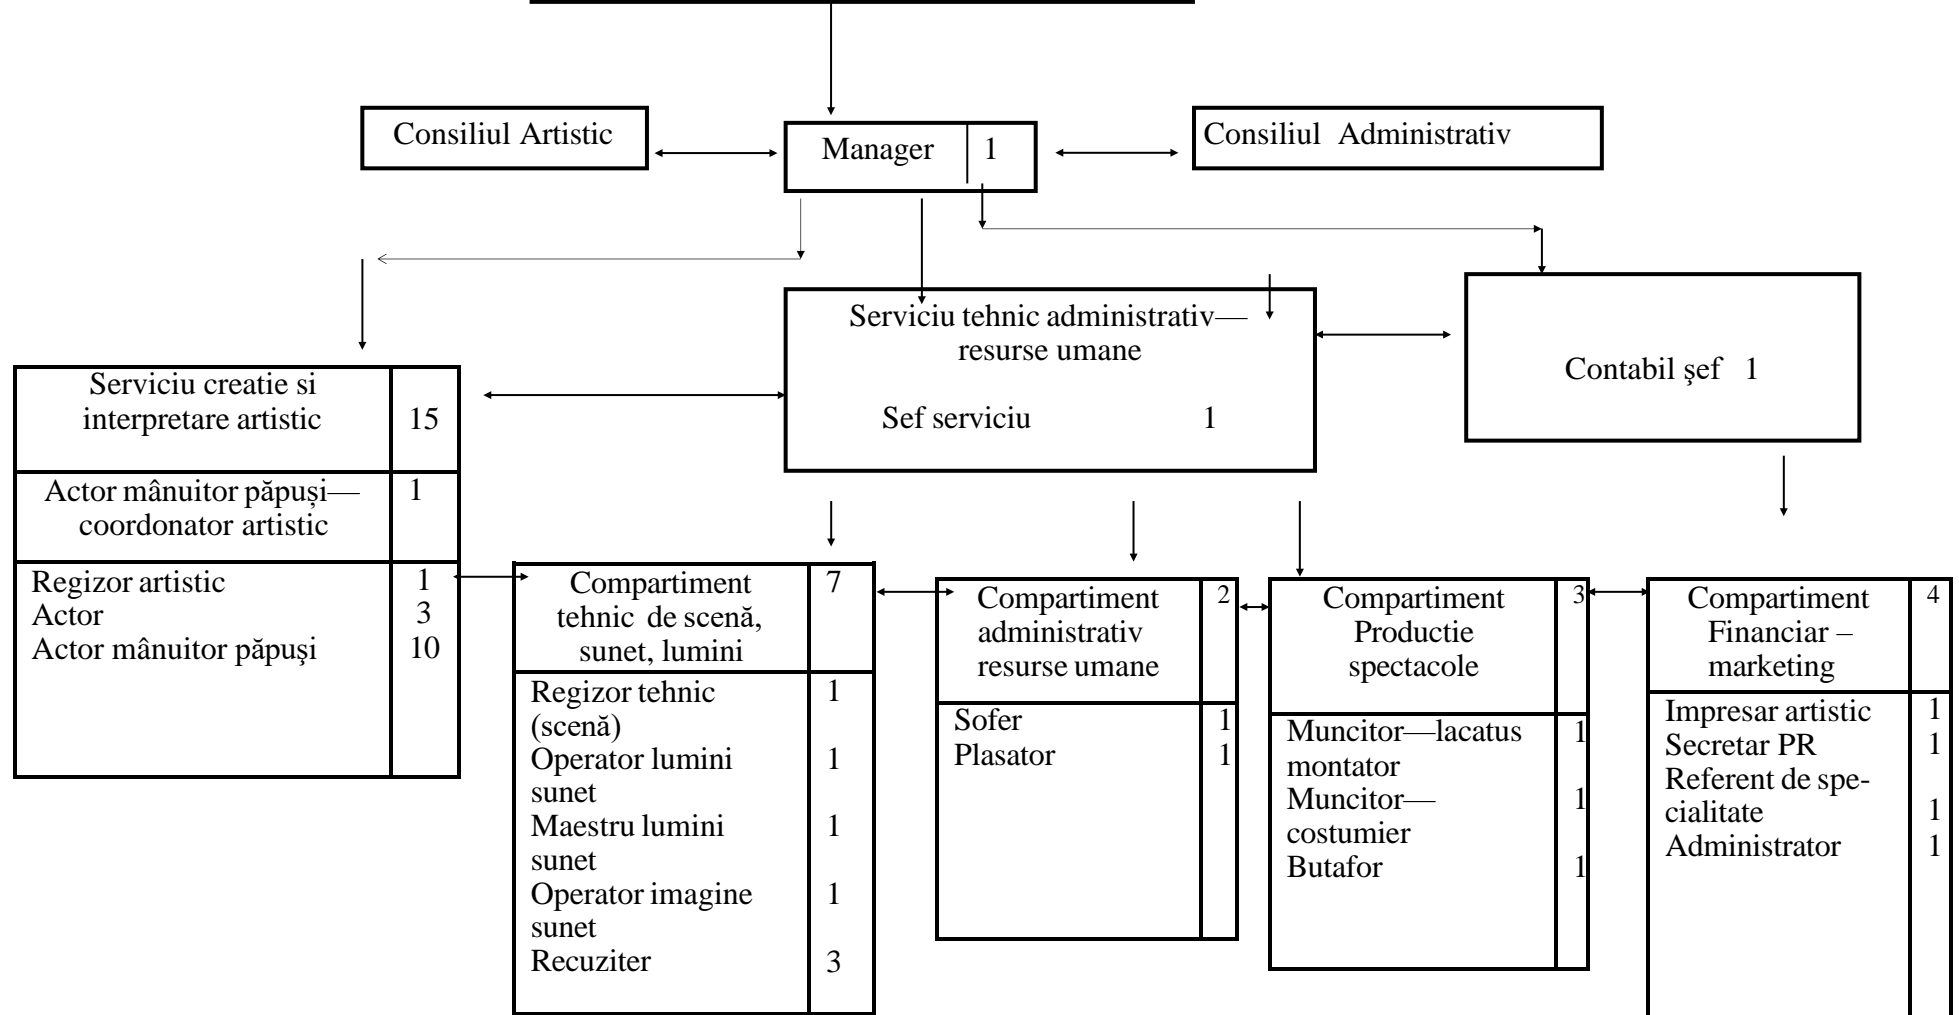 Consiliul Artistic
Manager 1
Consiliul Administrativ
Serviciu tehnic administrativ—
resurse umane
Sef serviciu 1
Contabil şef 1
Serviciu creatie si
interpretare artistic 15
Actor mânuitor păpuși— 1
coordonator artistic
Regizor artistic 1
Actor 3
Actor mânuitor păpuşi 10
Compartiment 7
tehnic de scenă,
sunet, lumini
Regizor tehnic 1
(scenă)
Operator lumini 1
sunet
Maestru lumini 1
sunet
Operator imagine 1
sunet
Recuziter 3
Compartiment 2
administrativ
resurse umane
Sofer 1
Plasator 1
Compartiment 3
Productie
spectacole
Muncitor—lacatus 1
montator
Muncitor— 1
costumier
Butafor 1
Compartiment 4
Financiar –
marketing
Impresar artistic 1
Secretar PR 1
Referent de spe-
cialitate 1
Administrator 1